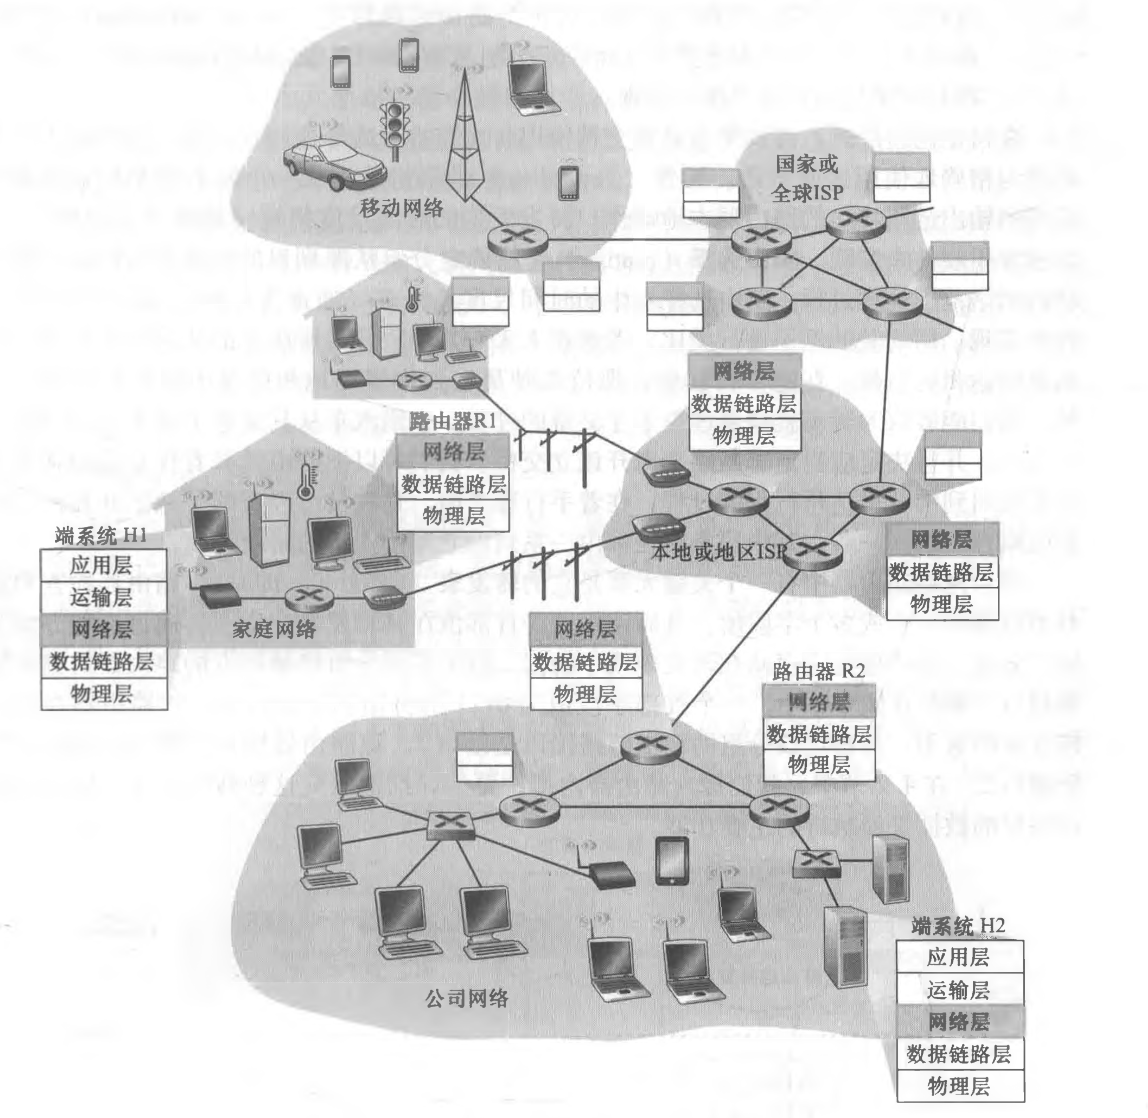 国家或
全球ISP
移动网络
网络层
数据链路层
物理层
路由器R1
网络层
数据链路层
物理层
端系统 H1
应用层
运输层
网络层
数据链路层
物理层
家庭网络
本地或地区ISP
网络层
数据链路层
物理层
网络层
数据链路层
物理层
路由器 R2
网络层
数据链路层
物理层
端系统 H2
应用层
运输层
网络层
数据链路层
物理层
公司网络